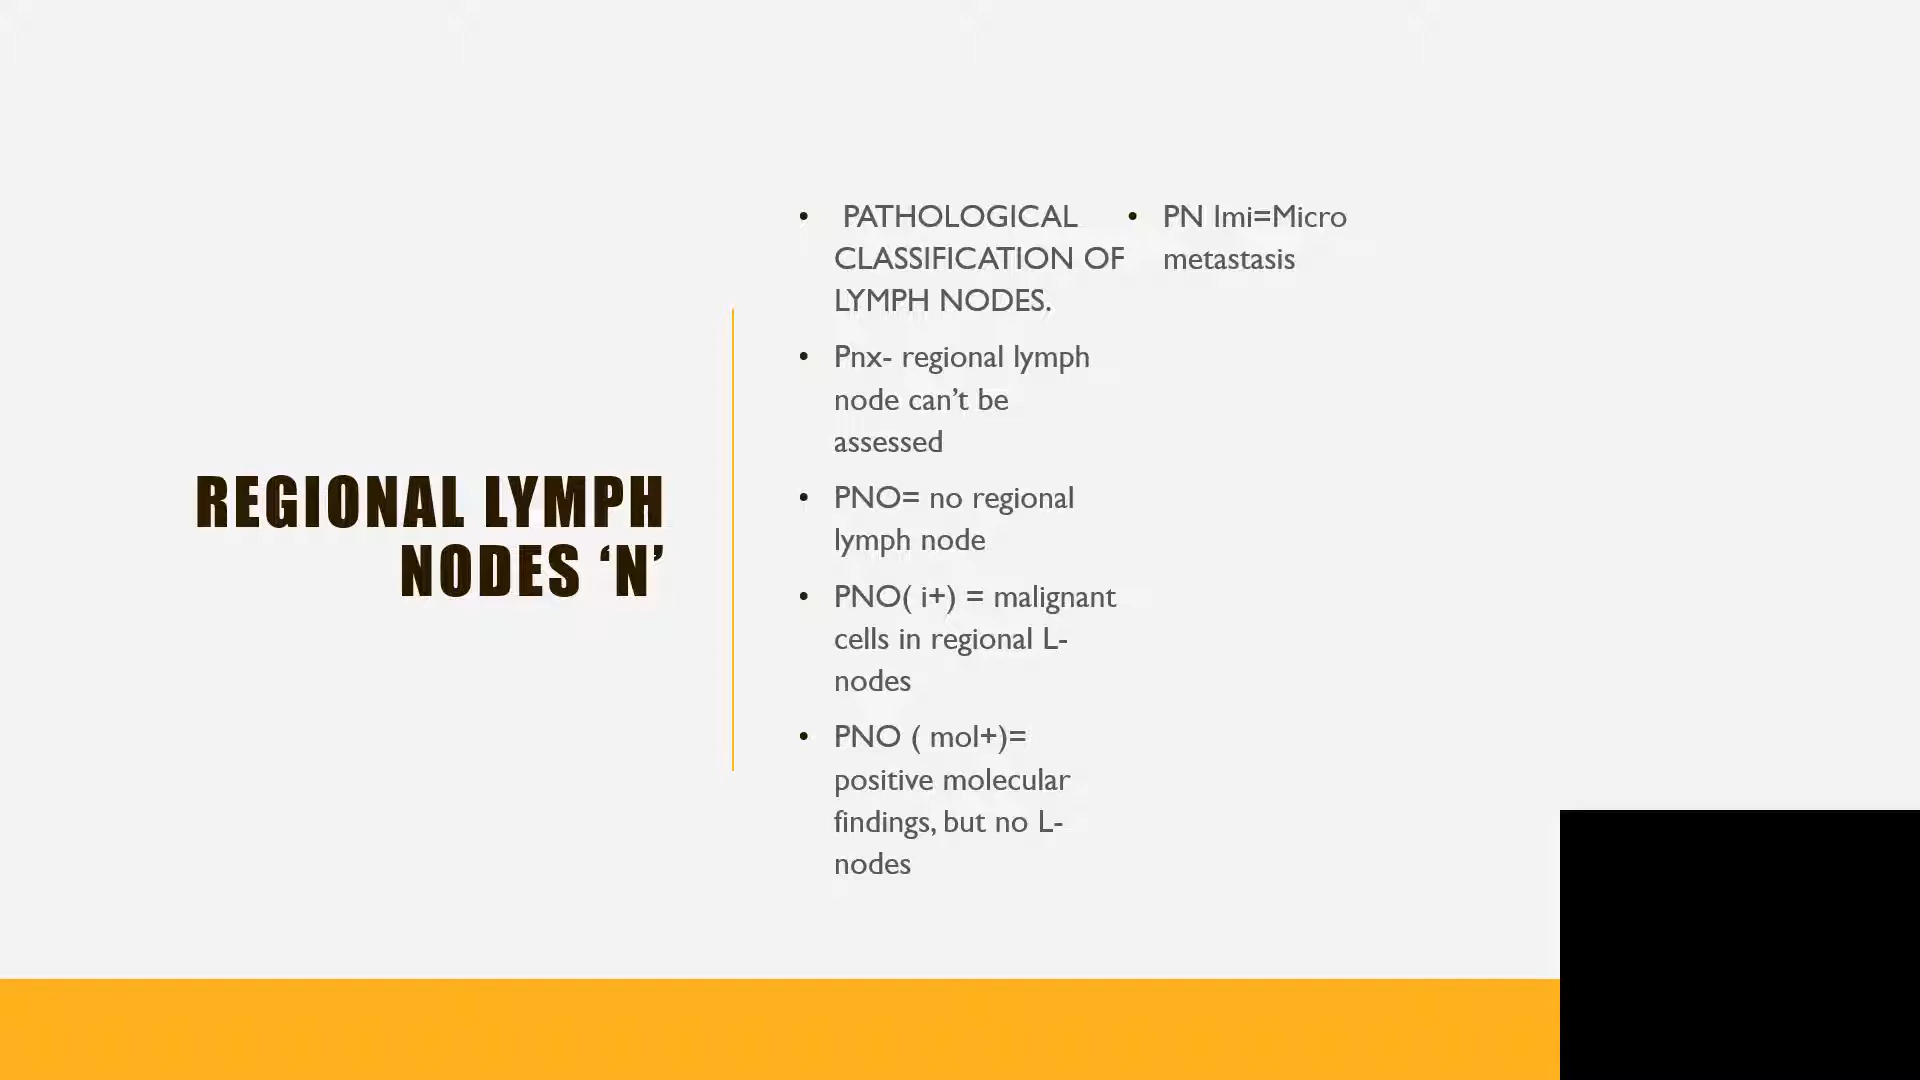 REGIONAL LYMPH
NODES ‘N’
• PATHOLOGICAL
CLASSIFICATION OF
LYMPH NODES.
• Pnx- regional lymph
node can’t be
assessed
• PNO= no regional
lymph node
• PNO( i+) = malignant
cells in regional L-
nodes
• PNO ( mol+)=
positive molecular
findings, but no L-
nodes
• PN Imi=Micro
metastasis